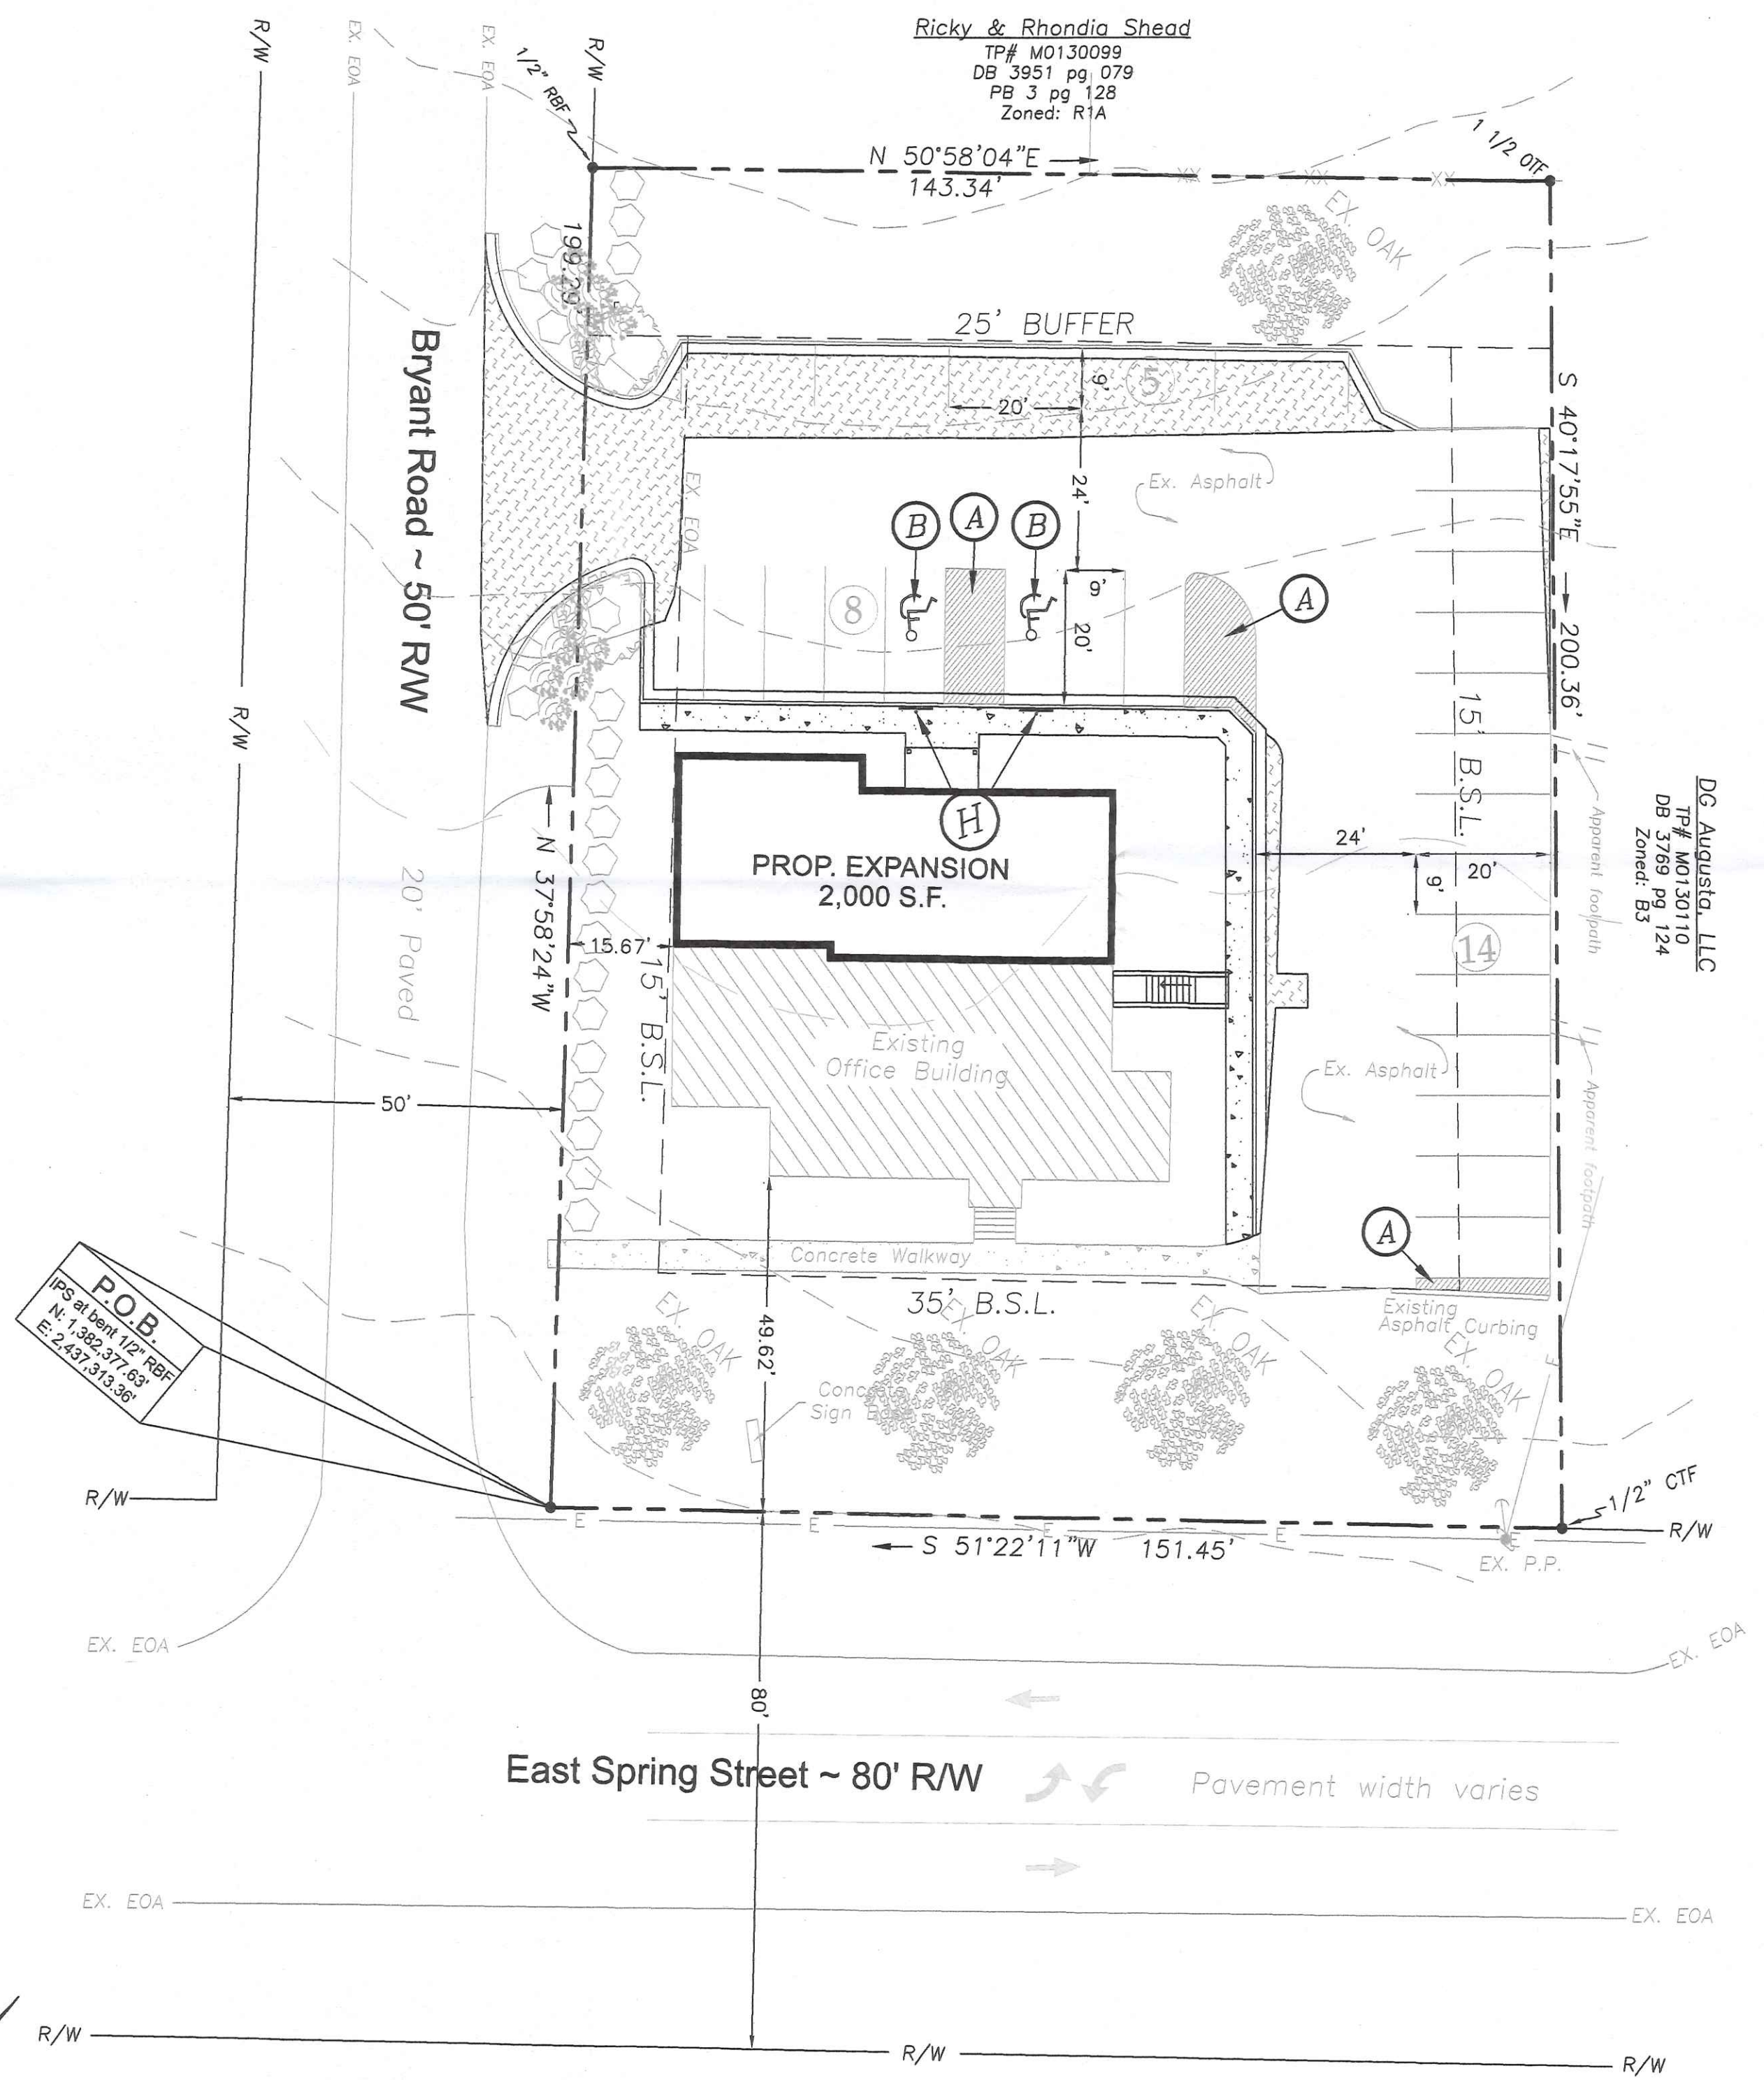 Ricky & Rhondia Shead
TP# M0130099
DB 3951 pg 079
PB 3 pg 128
Zoned: R1A
R/W
EX. EOA
EX. EOA
R/W
1/2" RBF
1 1/2 OTF
N 50°58'04"E
143.34'
XX
XX
XX
EX. OAK
199.29'
25' BUFFER
S 40°17'55"E
200.36'
Bryant Road ~ 50' R/W
9'
5
20'
24'
Ex. Asphalt
EX. EOA
B
A
B
9'
A
8
20'
R/W
15' B.S.L.
Apparent footpath
DG Augusta, LLC
TP# M0130110
DB 3769 pg 124
Zoned: B3
H
24'
20'
9'
PROP. EXPANSION
2,000 S.F.
20' Paved
N 37°58'24"W
15.67'
15' B.S.L.
14
Existing
Office Building
Ex. Asphalt
Apparent footpath
50'
A
Concrete Walkway
35' B.S.L.
Existing
Asphalt Curbing
P.O.B.
IPS at bent 1/2" RBF
N: 1,382,377.63'
E: 2,437,313.36'
EX. OAK
EX. OAK
EX. OAK
EX. OAK
49.62'
Concrete
Sign
E
1/2" CTF
R/W
R/W
E
E
E
E
E
S 51°22'11"W
151.45'
EX. P.P.
EX. EOA
EX. EOA
80'
East Spring Street ~ 80' R/W
Pavement width varies
EX. EOA
EX. EOA
R/W
R/W
R/W